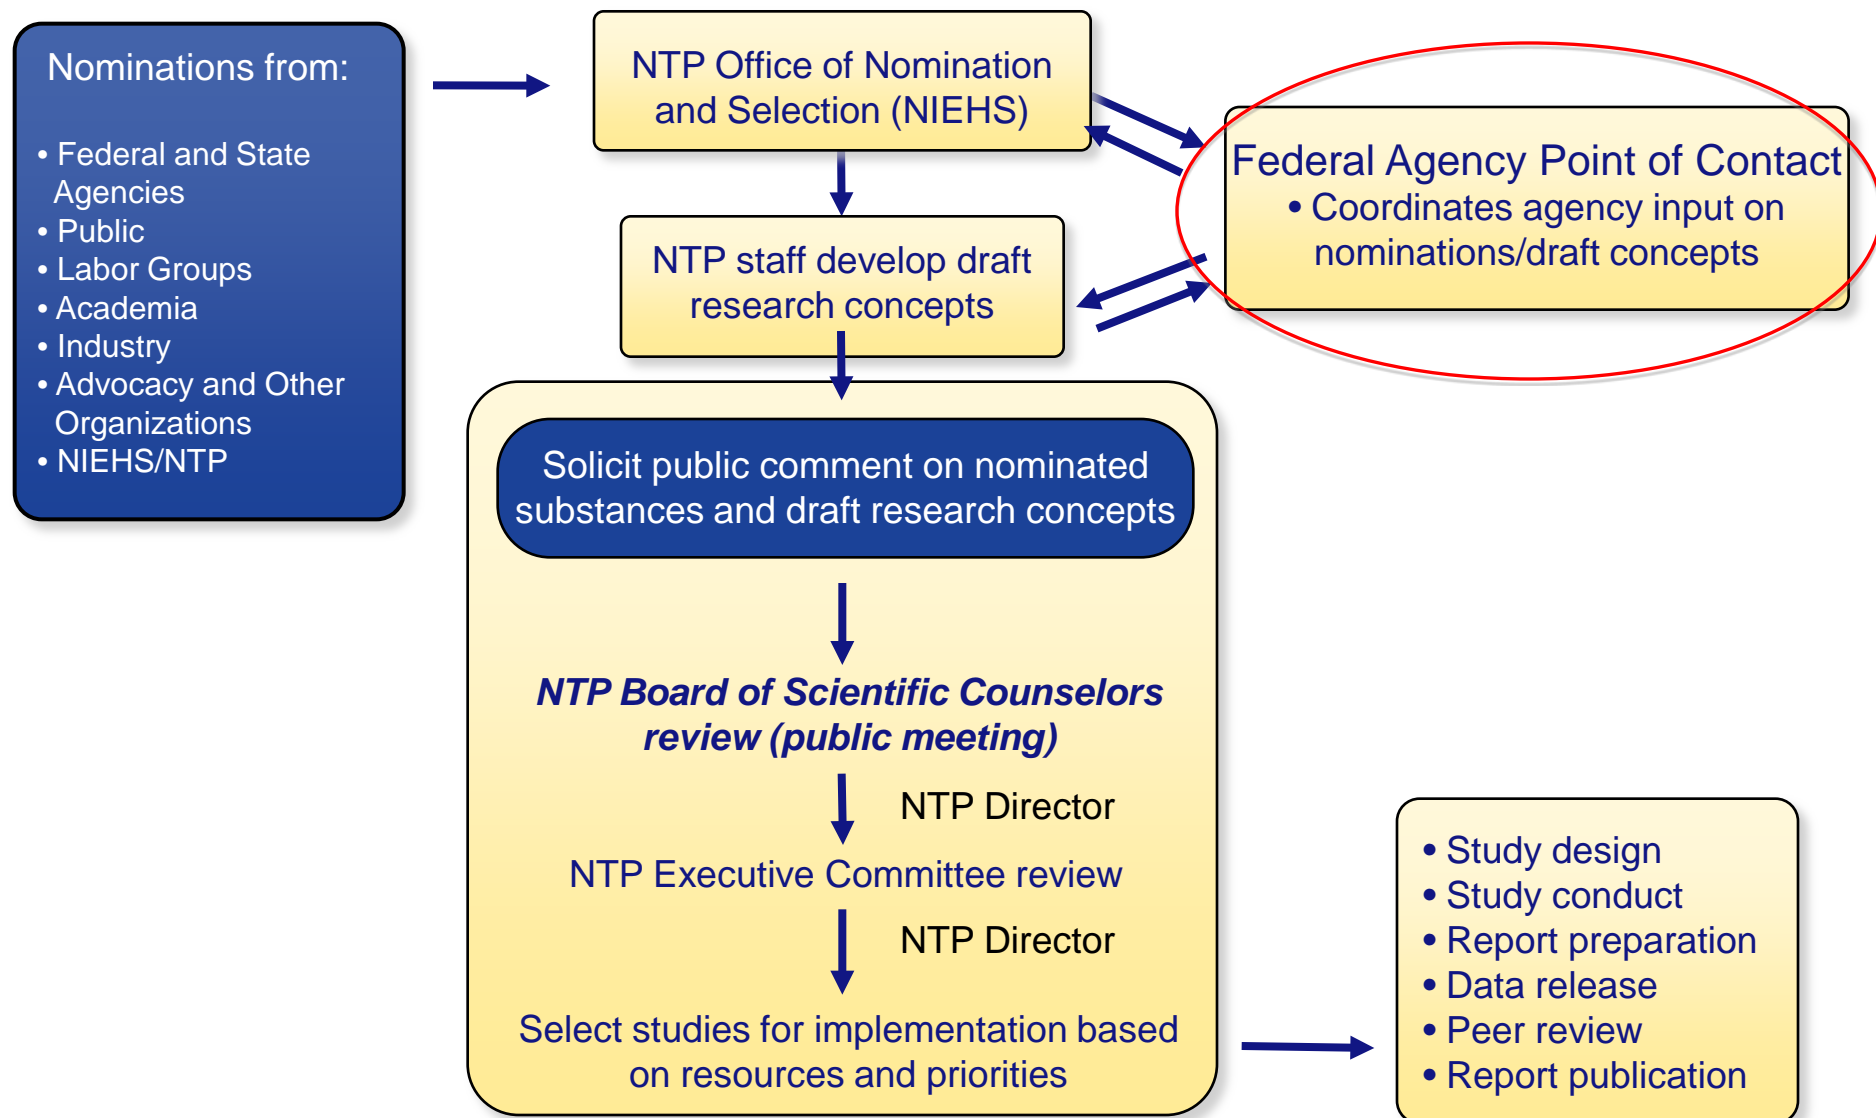 Nominations from:
• Federal and State
Agencies
• Public
• Labor Groups
• Academia
• Industry
• Advocacy and Other
Organizations
• NIEHS/NTP
NTP Office of Nomination
and Selection (NIEHS)
Federal Agency Point of Contact
• Coordinates agency input on
nominations/draft concepts
NTP staff develop draft
research concepts
Solicit public comment on nominated
substances and draft research concepts
NTP Board of Scientific Counselors
review (public meeting)
NTP Director
NTP Executive Committee review
NTP Director
Select studies for implementation based
on resources and priorities
• Study design
• Study conduct
• Report preparation
• Data release
• Peer review
• Report publication